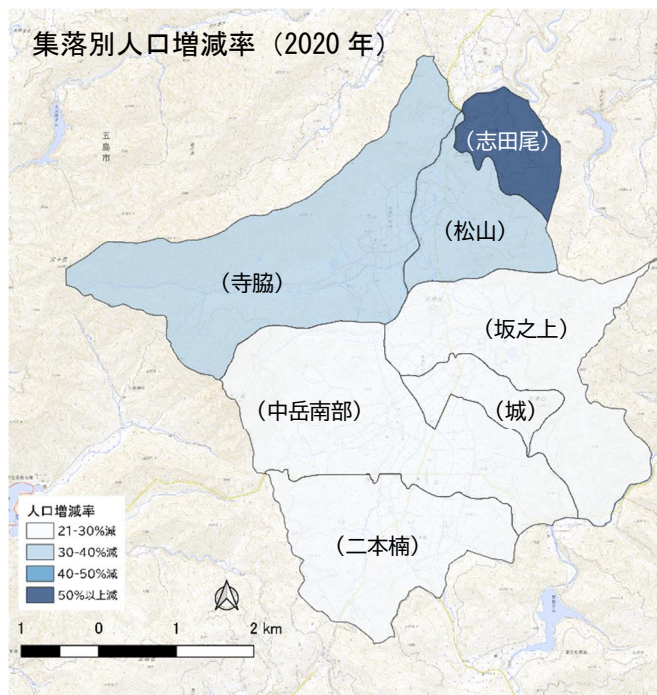 集落別人口増減率（2020 年）
五島市
（志田尾）
（松山）
（寺脇）
（坂之上）
（中岳南部）
（城）
（二本楠）
人口増減率
21-30%減
30-40%減
40-50%減
50%以上減
1 0 1 2 km